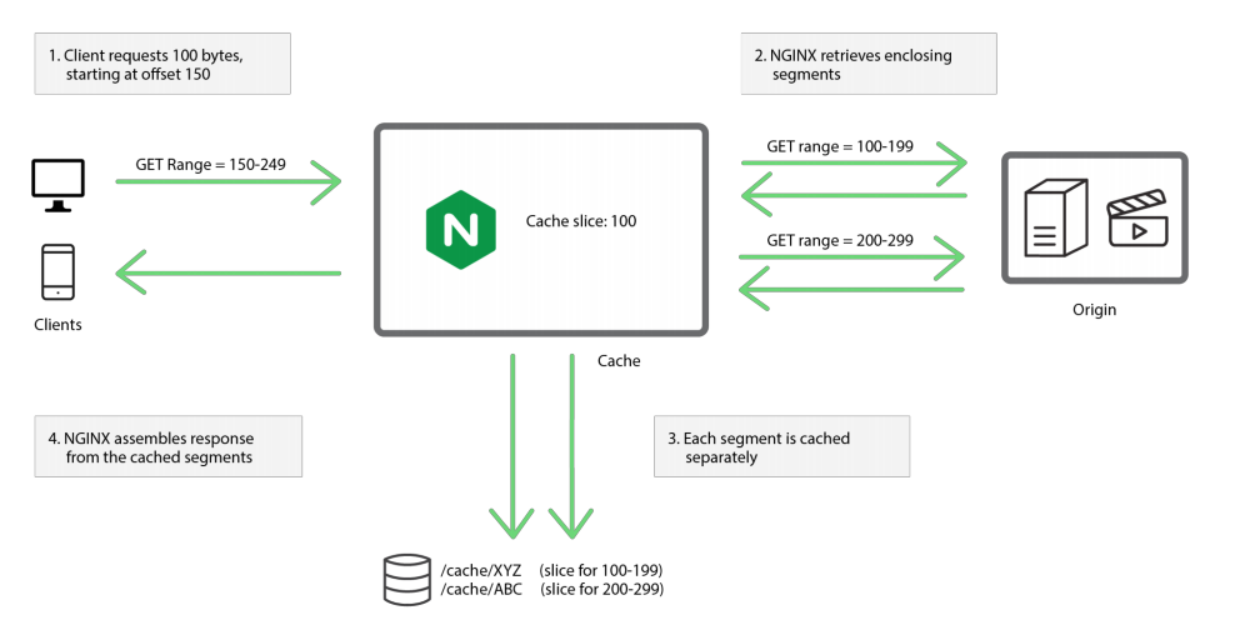 1. Client requests 100 bytes,
starting at offset 150
2. NGINX retrieves enclosing
segments
GET Range = 150-249
GET range = 100-199
N
Cache slice: 100
GET range = 200-299
Clients
Origin
Cache
4. NGINX assembles response
from the cached segments
3. Each segment is cached
separately
/cache/XYZ (slice for 100-199)
/cache/ABC (slice for 200-299)